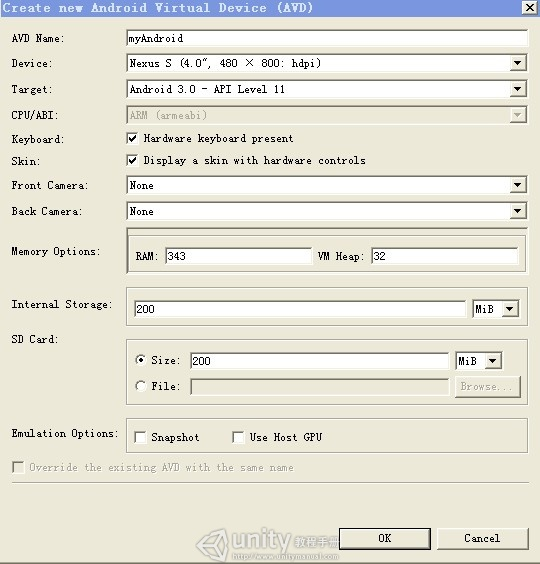 Create new Android Virtual Device (AVD)
AVD Name: myAndroid
Device: Nexus S (4.0", 480 × 800: hdpi)
Target: Android 3.0 - API Level 11
CPU/ABI: ARM (armeabi)
Keyboard: Hardware keyboard present
Skin: Display a skin with hardware controls
Front Camera: None
Back Camera: None
Memory Options: RAM: 343 VM Heap: 32
Internal Storage: 200 MiB
SD Card:
Size: 200 MiB
File: Browse...
Emulation Options: Snapshot Use Host GPU
Override the existing AVD with the same name
unity 教程手册
http://www.unitymanual.com
OK Cancel